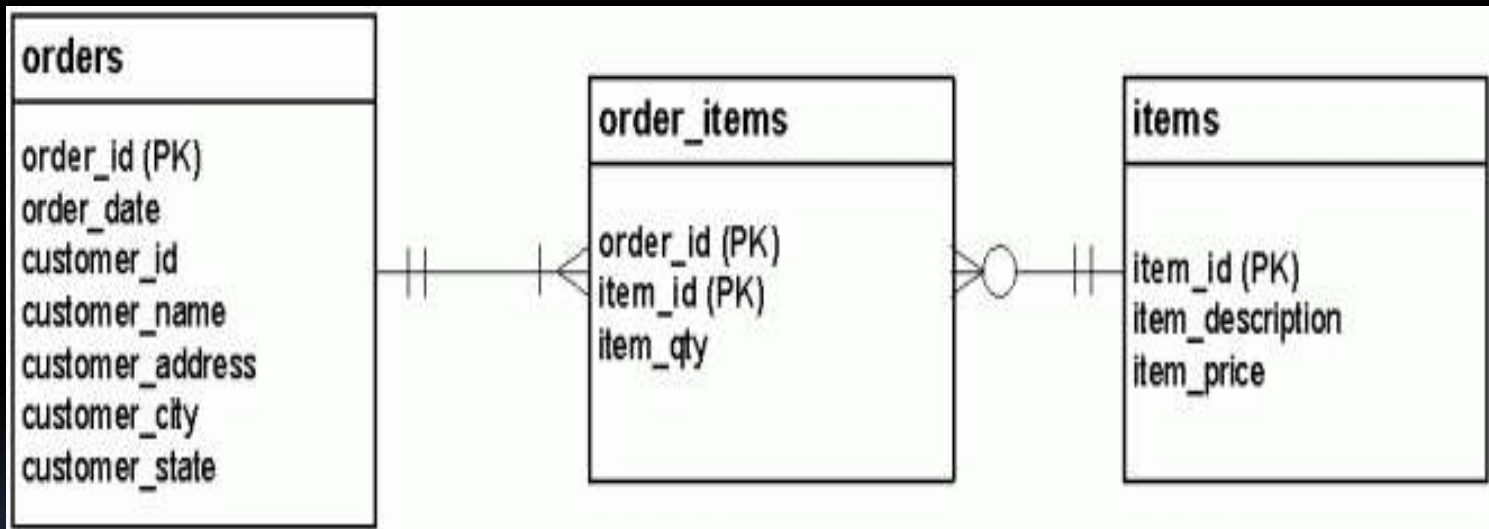 orders
order_id (PK)
order_date
customer_id
customer_name
customer_address
customer_city
customer_state
order_items
order_id (PK)
item_id (PK)
item_qty
items
item_id (PK)
item_description
item_price